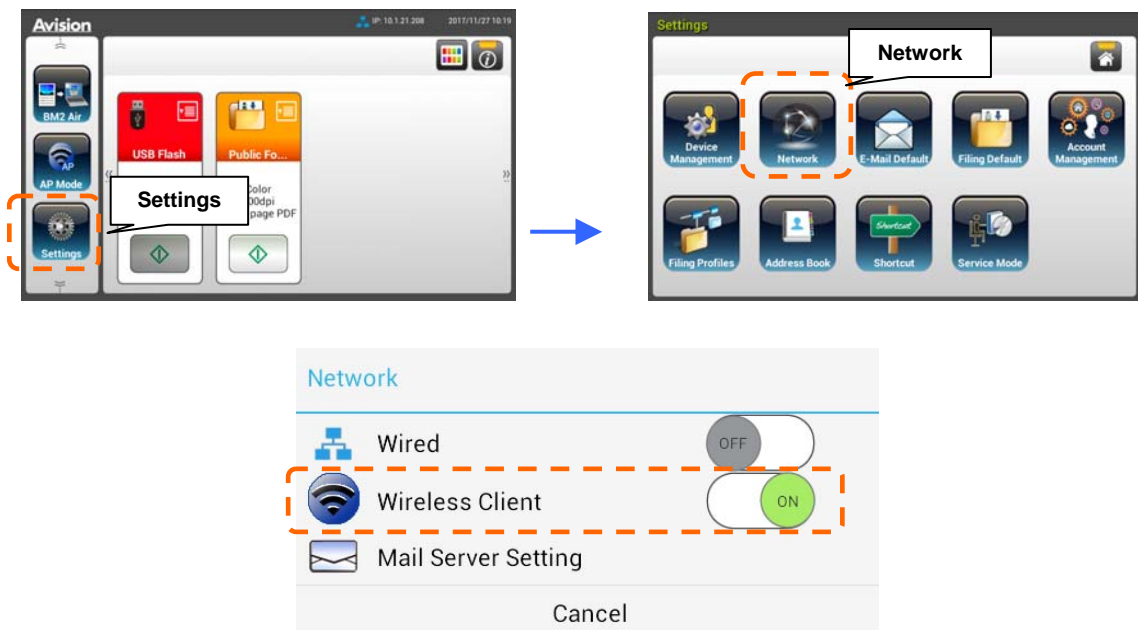 Avision
IP: 10.1.21.208 2017/11/27 10:19
BM2 Air
USB Flash
Public Fo...
AP
AP Mode
Settings
Color
00dpi
page PDF
Settings
Settings
Network
Device
Management
Network
E-Mail Default
Filing Default
Account
Management
Filing Profiles
Address Book
Shortcut
Shortcut
Service Mode
Network
Wired
OFF
Wireless Client
ON
Mail Server Setting
Cancel